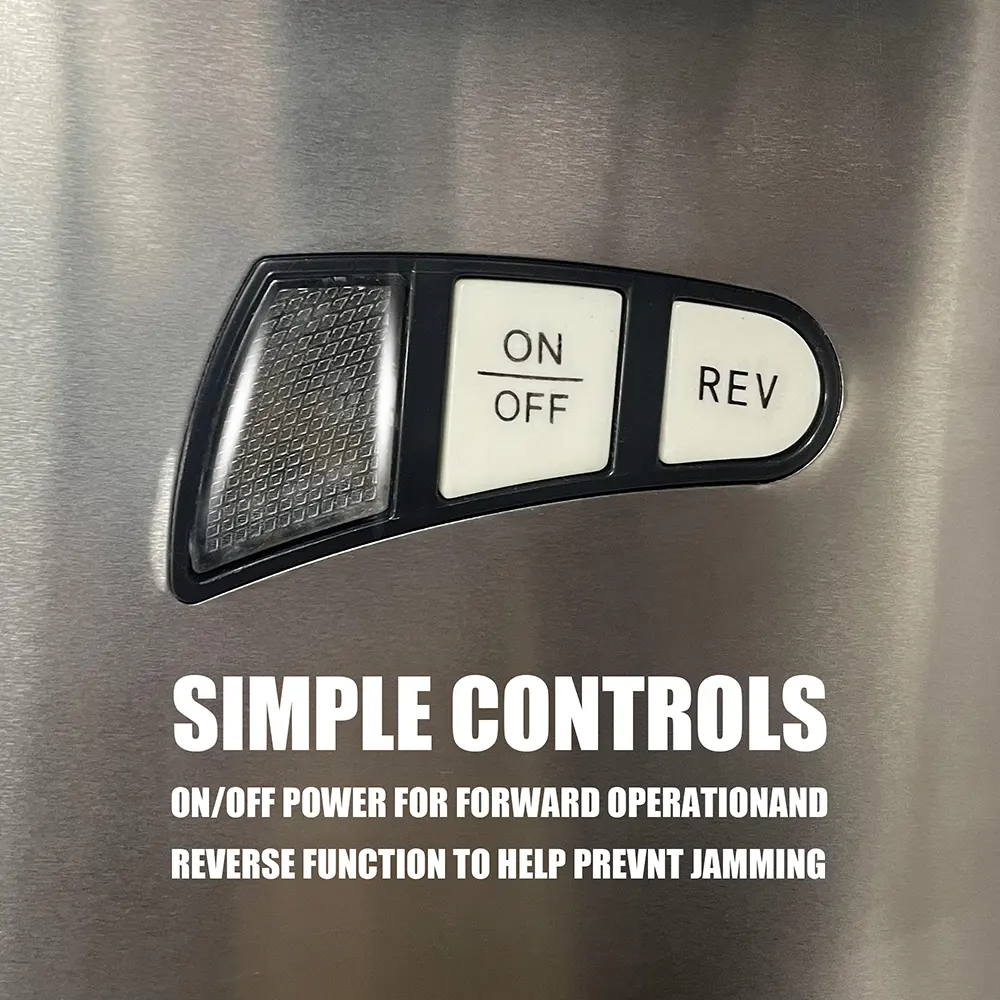 ON
OFF
REV
SIMPLE CONTROLS
ON/OFF POWER FOR FORWARD OPERATIONAND
REVERSE FUNCTION TO HELP PREVNT JAMMING